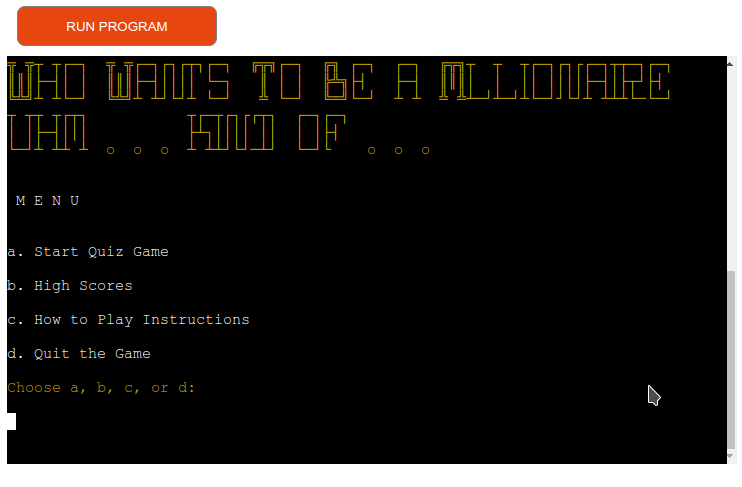 WHO WANTS TO BE A MILLIONAIRE
UHM . . . KIND OF . . .
RUN PROGRAM
M E N U
a. Start Quiz Game
b. High Scores
c. How to Play Instructions
d. Quit the Game
Choose a, b, c, or d: